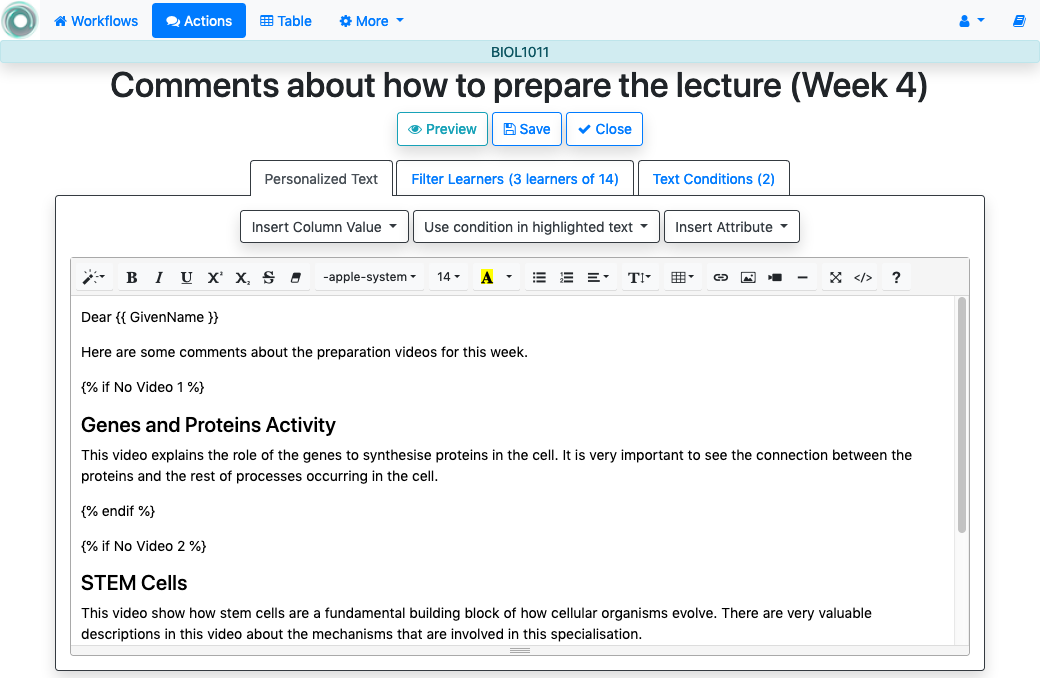 Workflows Actions Table More
BIOL1011
Comments about how to prepare the lecture (Week 4)
Preview Save Close
Personalized Text Filter Learners (3 learners of 14) Text Conditions (2)
Insert Column Value Use condition in highlighted text Insert Attribute
B I U X² X₂ S -apple-system 14 A T </> ?
Dear {{ GivenName }}
Here are some comments about the preparation videos for this week.
{% if No Video 1 %}
Genes and Proteins Activity
This video explains the role of the genes to synthesise proteins in the cell. It is very important to see the connection between the
proteins and the rest of processes occurring in the cell.
{% endif %}
{% if No Video 2 %}
STEM Cells
This video show how stem cells are a fundamental building block of how cellular organisms evolve. There are very valuable
descriptions in this video about the mechanisms that are involved in this specialisation.